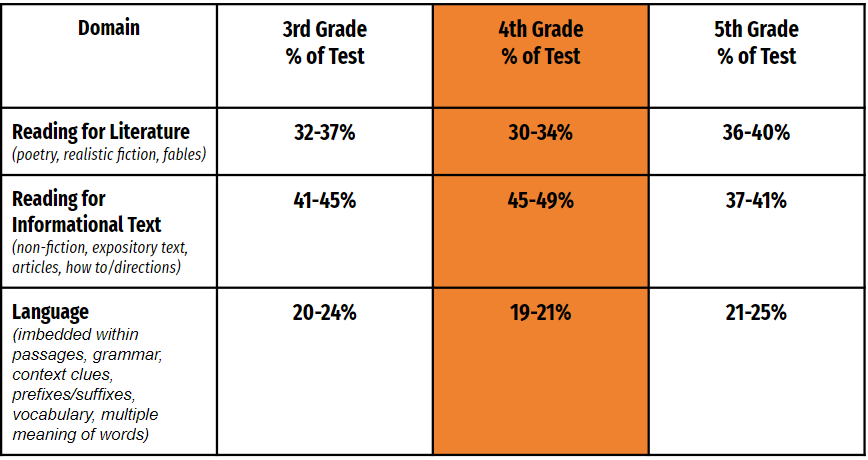 Domain
3rd Grade
% of Test
4th Grade
% of Test
5th Grade
% of Test
Reading for Literature
(poetry, realistic fiction, fables)
32-37%
30-34%
36-40%
Reading for
Informational Text
(non-fiction, expository text,
articles, how to/directions)
41-45%
45-49%
37-41%
Language
(imbedded within
passages, grammar,
context clues,
prefixes/suffixes,
vocabulary, multiple
meaning of words)
20-24%
19-21%
21-25%